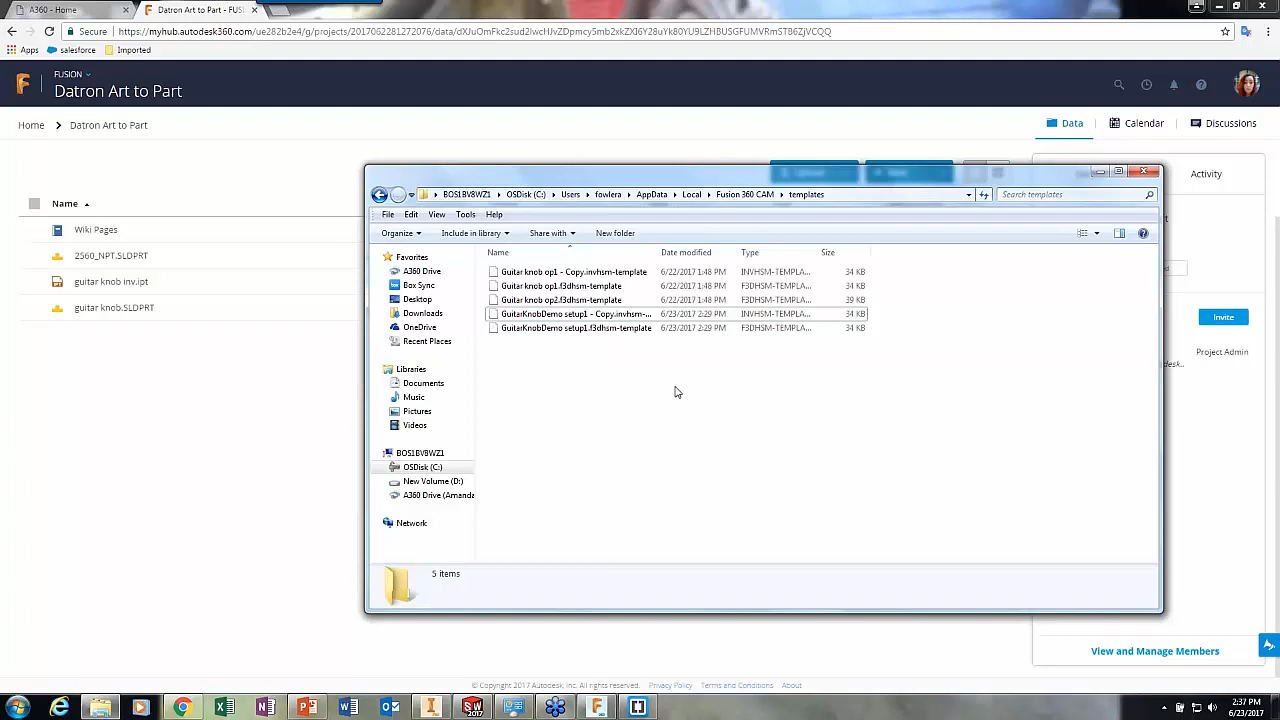 A360 - Home
Datron Art to Part - FUS
Secure
https://myhub.autodesk360.com/ue282b2e4/g/projects/2017062281272076/data/
Apps salesforce Imported
FUSION
Datron Art to Part
Home > Datron Art to Part
Data Calendar Discussions
Name
Wiki Pages
2560_NPT.SLDPRT
guitar knob inv.ipt
guitar knob.SLDPRT
Activity
Invite
Project Admin
View and Manage Members
BOS1BV8WZ1 OSDisk (C:) Users fowlera AppData Local Fusion 360 CAM templates
Search templates
File Edit View Tools Help
Organize Include in library Share with New folder
Favorites
A360 Drive
Box Sync
Desktop
Downloads
OneDrive
Recent Places
Libraries
Documents
Music
Pictures
Videos
BOS1BV8WZ1
OSDisk (C:)
New Volume (D:)
A360 Drive (Amanda
Network
Name Date modified Type Size
Guitar knob op1 - Copy.invhsm-template 6/22/2017 1:48 PM INVHSM-TEMPLA... 34 KB
Guitar knob op1.f3dhsm-template 6/22/2017 1:48 PM F3DHSM-TEMPLA... 34 KB
Guitar knob op2.f3dhsm-template 6/22/2017 1:48 PM F3DHSM-TEMPLA... 39 KB
GuitarKnobDemo setup1 - Copy.invhsm-... 6/23/2017 2:29 PM INVHSM-TEMPLA... 34 KB
GuitarKnobDemo setup1.f3dhsm-template 6/23/2017 2:29 PM F3DHSM-TEMPLA... 34 KB
5 items
© Copyright 2017 Autodesk, Inc. All rights reserved. Privacy Policy Terms and Conditions About
2:37 PM
6/23/2017